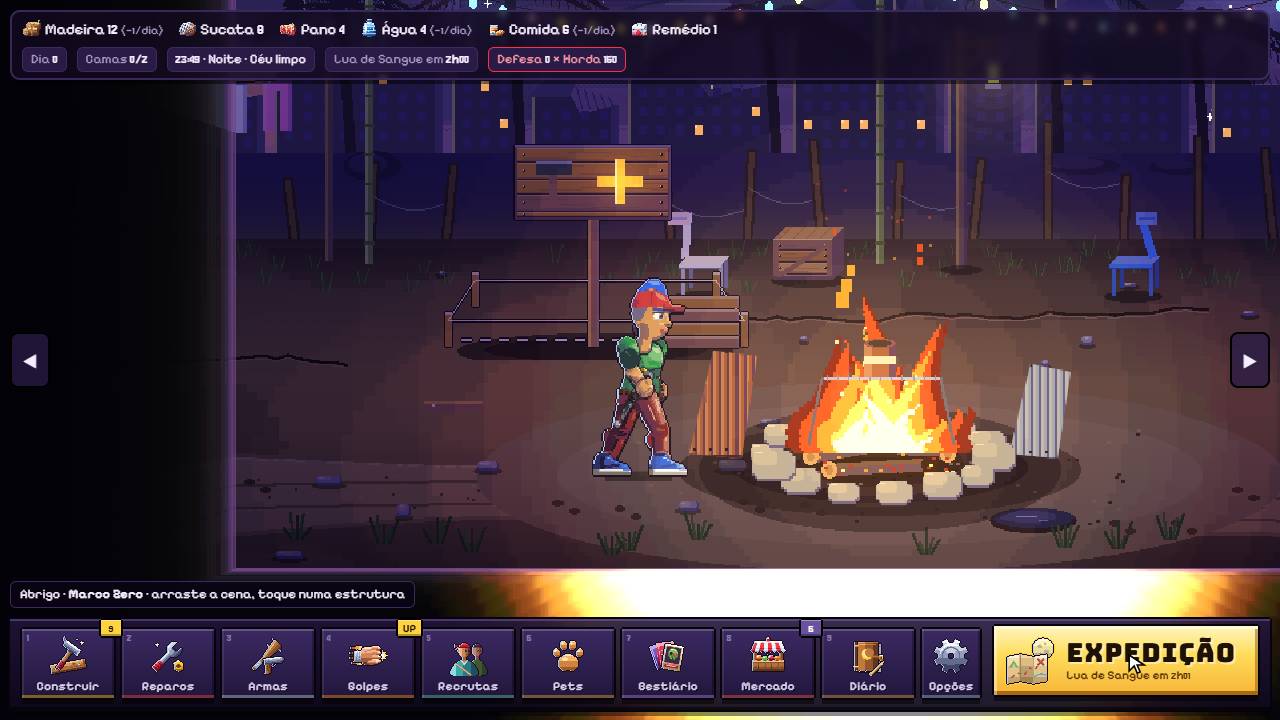 Madeira 12 (-1/dia) Sucata 8 Pano 4 Água 4 (-1/dia) Comida 6 (-1/dia) Remédio 1
Dia 0 Camas 0/2 23:49 · Noite · Céu limpo Lua de Sangue em 2h00 Defesa 0 × Horda 160
Abrigo · Marco Zero · arraste a cena, toque numa estrutura
9 UP 6
1 2 3 4 5 6 7 8 9
Construir Reparos Armas Golpes Recrutas Pets Bestiário Mercado Diário Opções
EXPEDIÇÃO
Lua de Sangue em 2h01